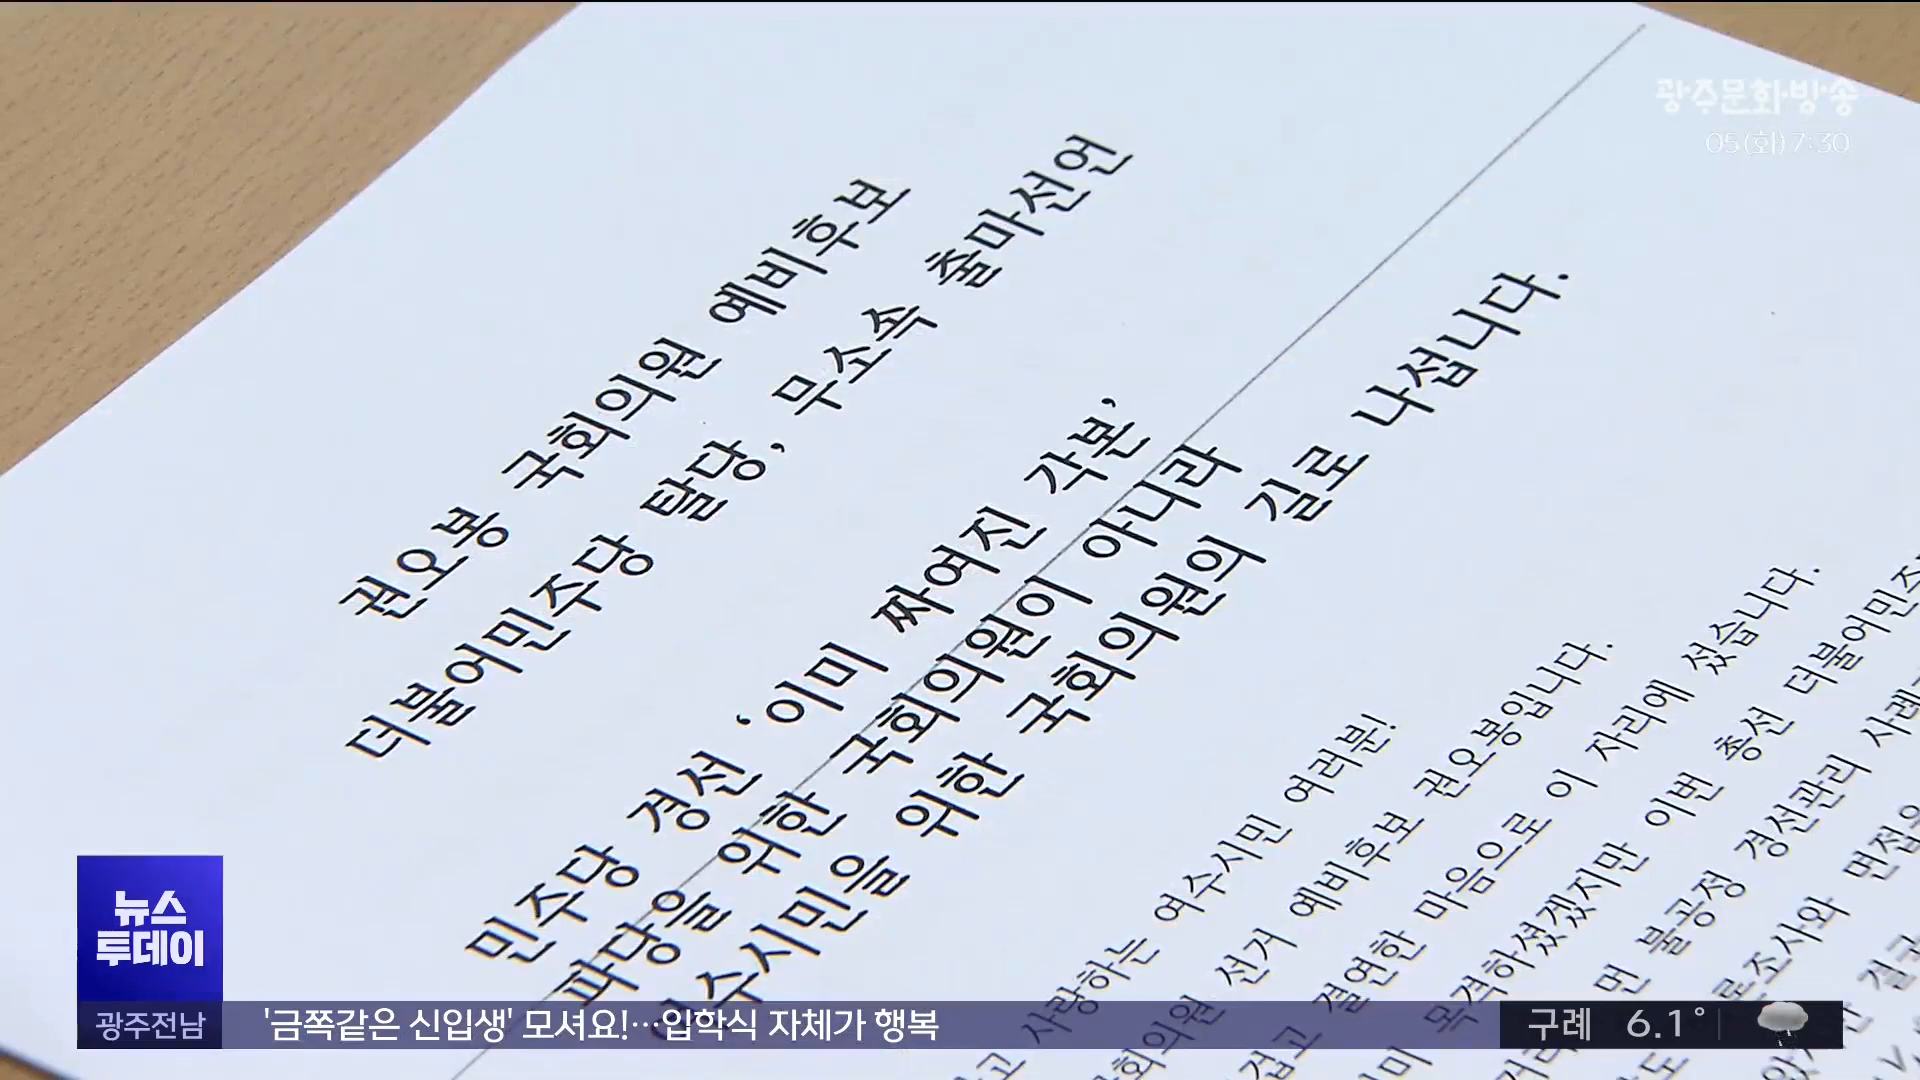 광주문화방송
05(화)7:30
권오봉 국회의원 예비후보
더불어민주당 탈당, 무소속 출마선언
민주당 경선 ‘이미 짜여진 각본’
파당을 위한 국회의원이 아니라
여수시민을 위한 국회의원의 길로 나섭니다.
사랑하는 여수시민 여러분!
국회의원 선거 예비후보 권오봉입니다.
결연한 마음으로 이 자리에 섰습니다.
목격하셨겠지만 이번 총선 더불어민주
면 불공정 경선관리 사례
론조사와 면접
뉴스
투데이
광주전남
'금쪽같은 신입생' 모셔요!…입학식 자체가 행복
구례 6.1°